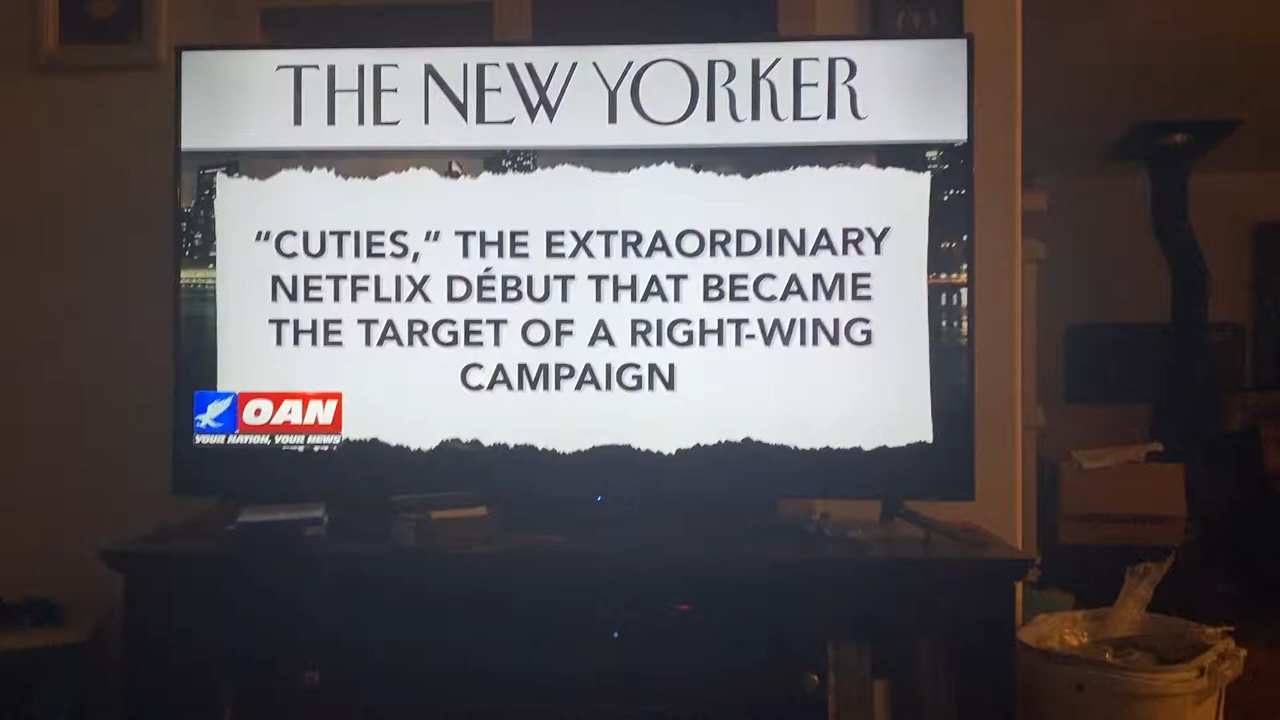 THE NEW YORKER
“CUTIES,“ THE EXTRAORDINARY
NETFLIX DÉBUT THAT BECAME
THE TARGET OF A RIGHT-WING
CAMPAIGN
OAN
YOUR NATION, YOUR NEWS